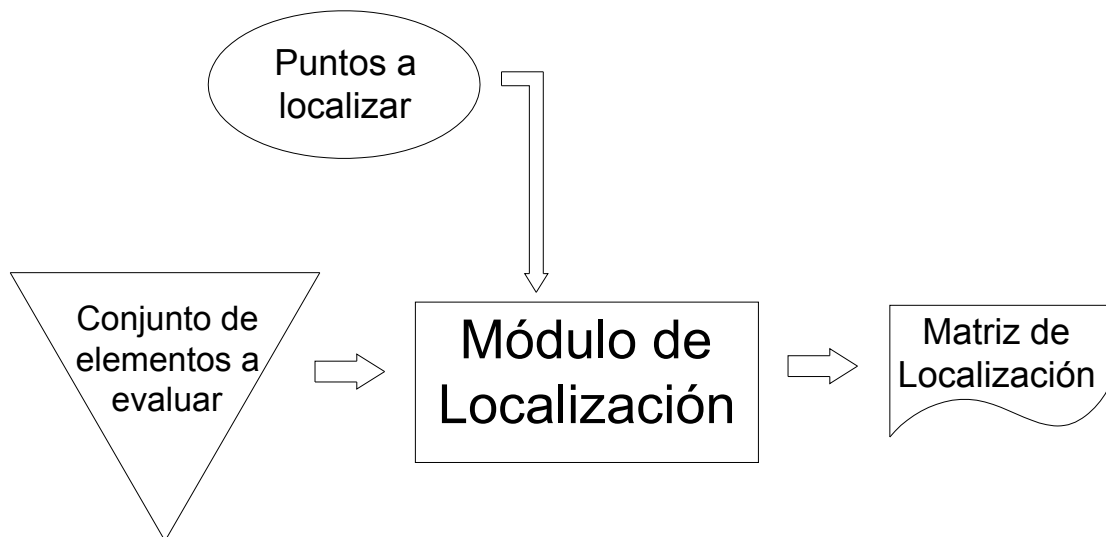 Puntos a
localizar
Conjunto de
elementos a
evaluar
Módulo de
Localización
Matriz de
Localización